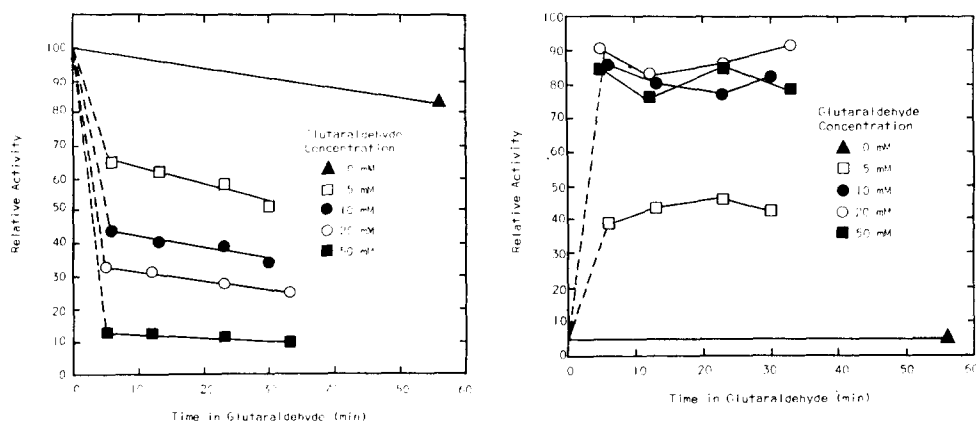 100
90
80
70
60
50
40
30
20
10
0
Relative Activity
Glutaraldehyde
Concentration
0 mM
5 mM
10 mM
20 mM
50 mM
0 10 20 30 40 50 60
Time in Glutaraldehyde (min)
100
90
80
70
60
50
40
30
20
10
0
Relative Activity
Glutaraldehyde
Concentration
0 mM
5 mM
10 mM
20 mM
50 mM
0 10 20 30 40 50 60
Time in Glutaraldehyde (min)